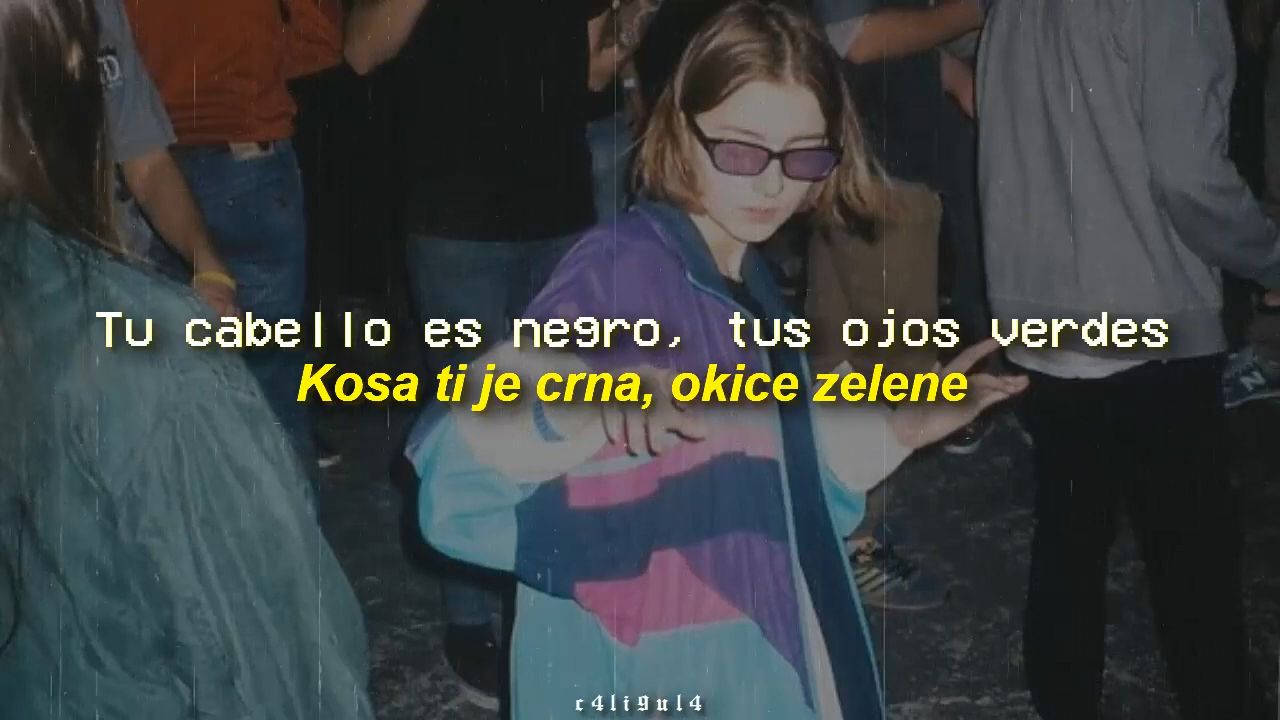 Tu cabello es negro, tus ojos verdes
Kosa ti je crna, okice zelene
c4li9ul4